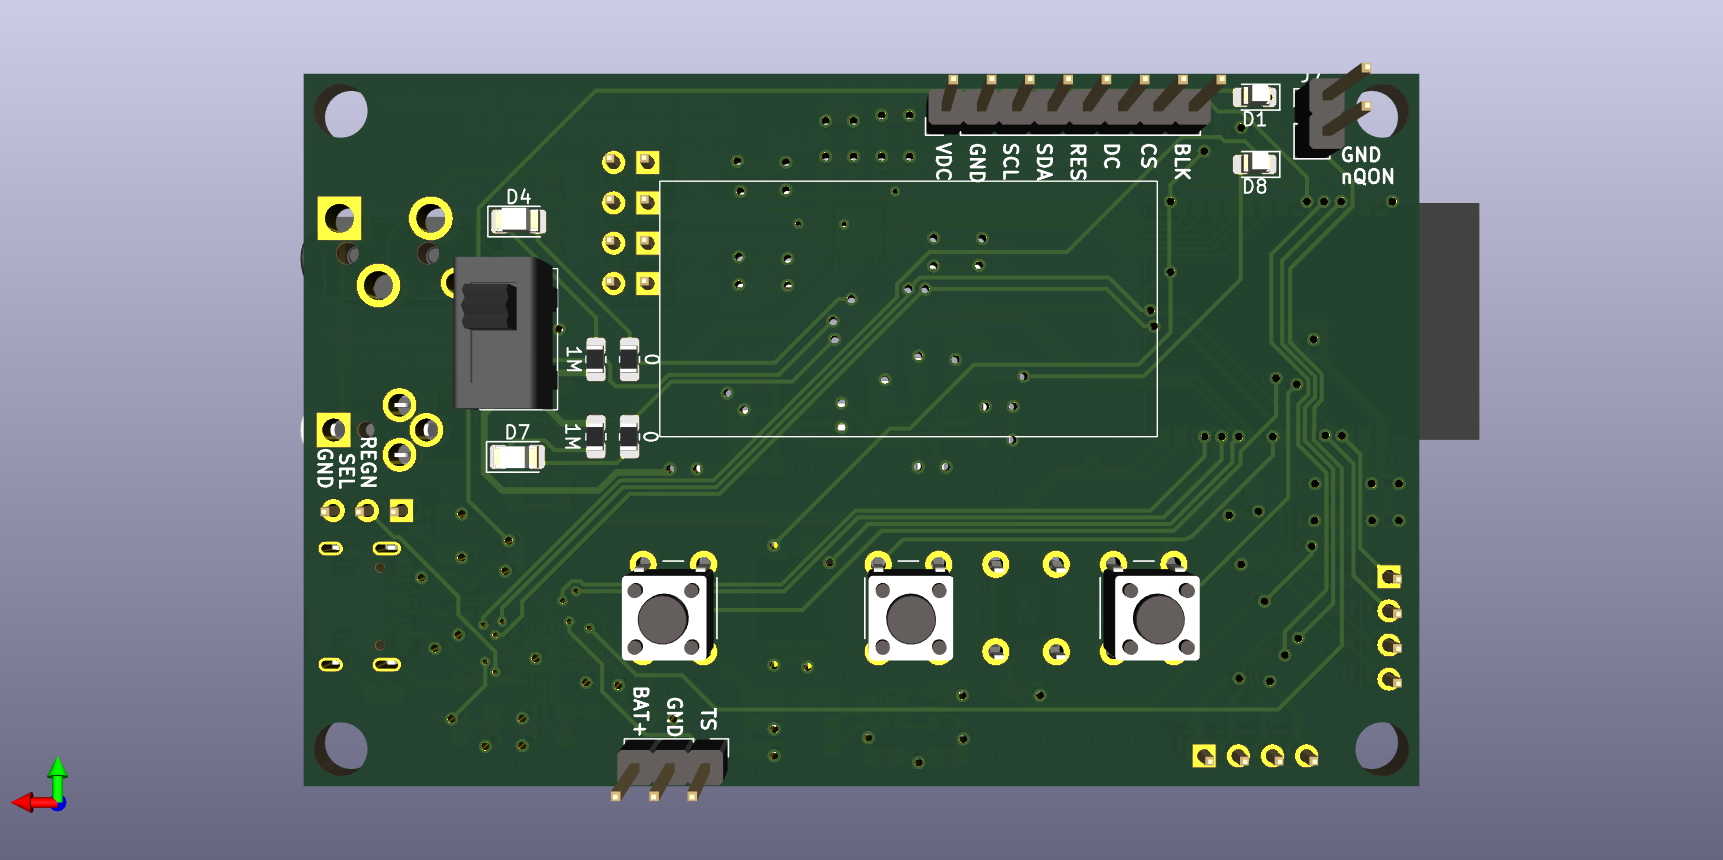 D1
GND
nQON
VDC
GND
SCL
SDA
RES
DC
CS
BLK
D8
D4
1M
0
D7
1M
0
GND
SEL
REGN
BAT+
GND
TS